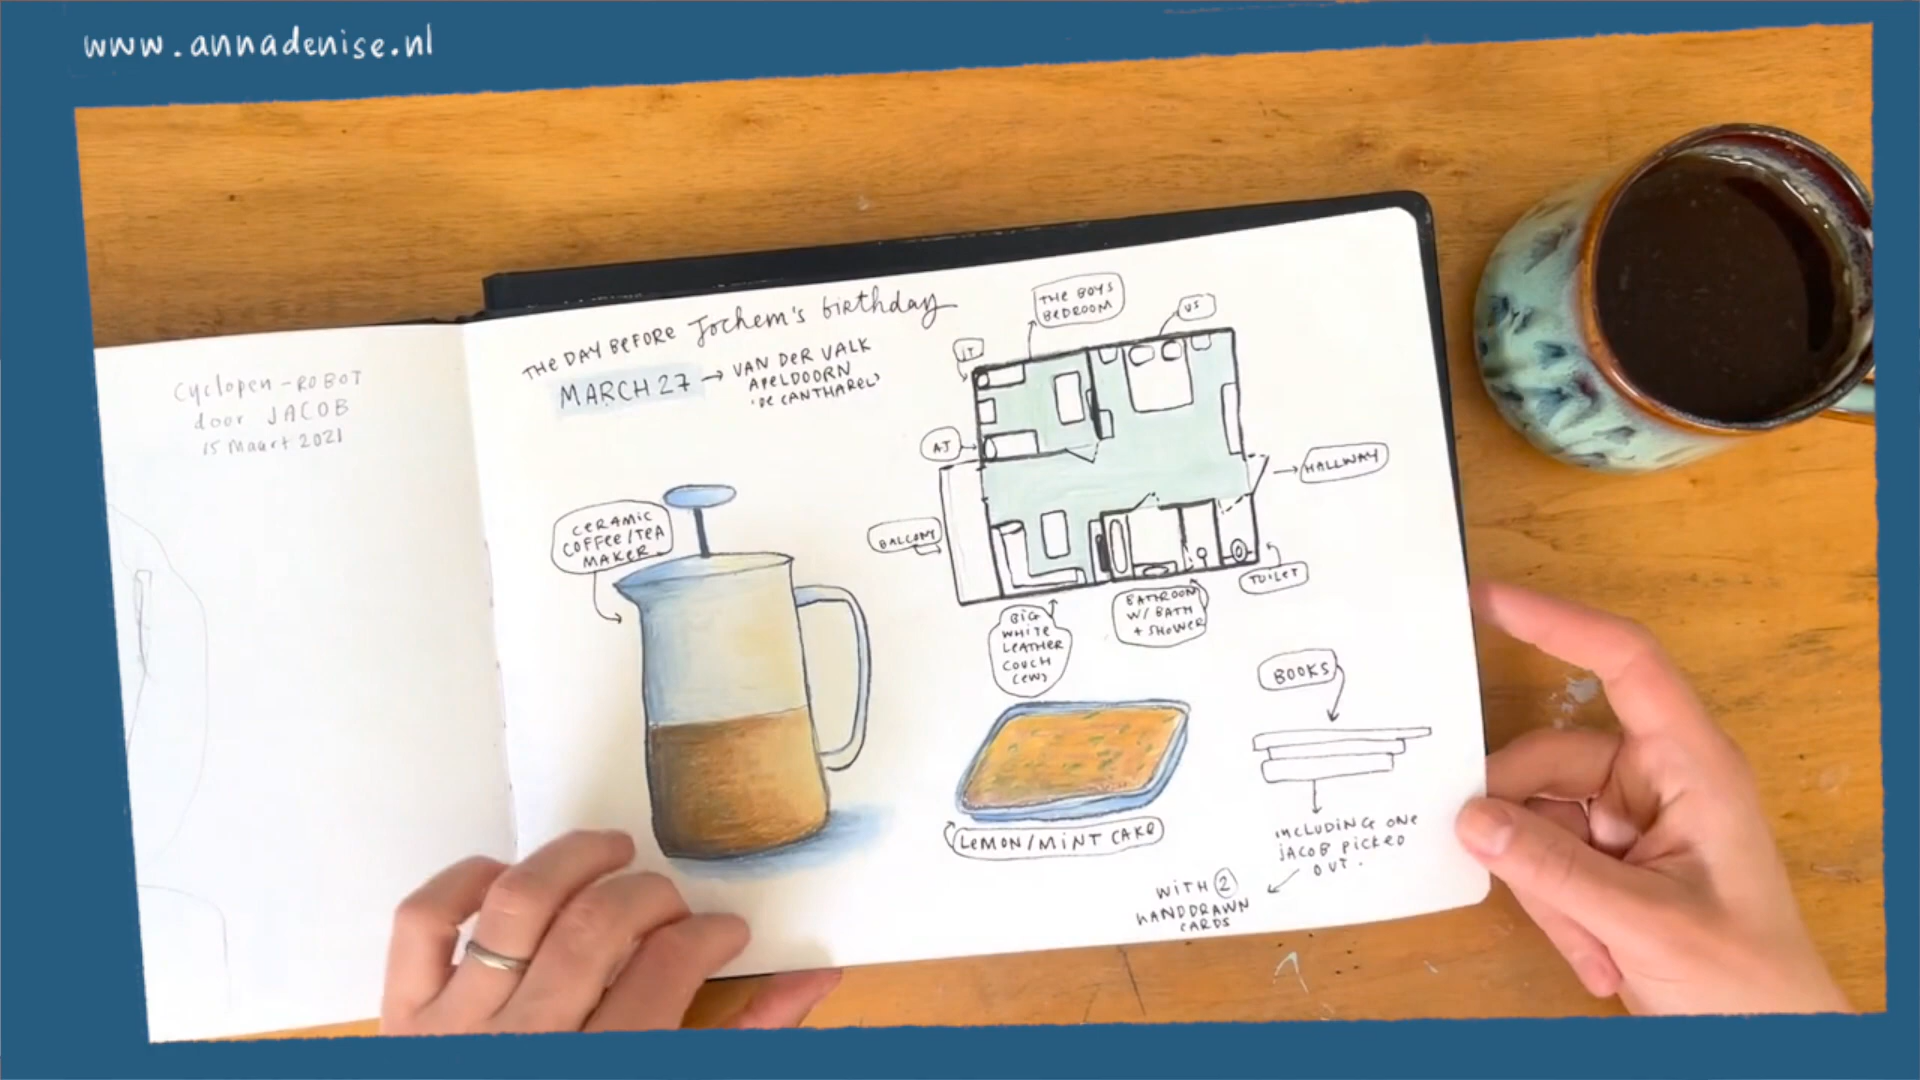 www.annadenise.nl
Cyclopen-ROBOT
door JACOB
15 Maart 2021
THE DAY BEFORE Jochem's birthday
MARCH 27 → VAN DER VALK
APELDOORN
'DE CANTHAREL'
CERAMIC
COFFEE/TEA
MAKER
THE BOYS
BEDROOM
US
AJ
HALLWAY
BALCONY
TOILET
BIG
WHITE
LEATHER
COUCH
(EW)
BATHROOM
W/ BATH
+ SHOWER
LEMON/MINT CAKE
BOOKS
INCLUDING ONE
JACOB PICKED
OUT.
WITH 2
HANDDRAWN
CARDS